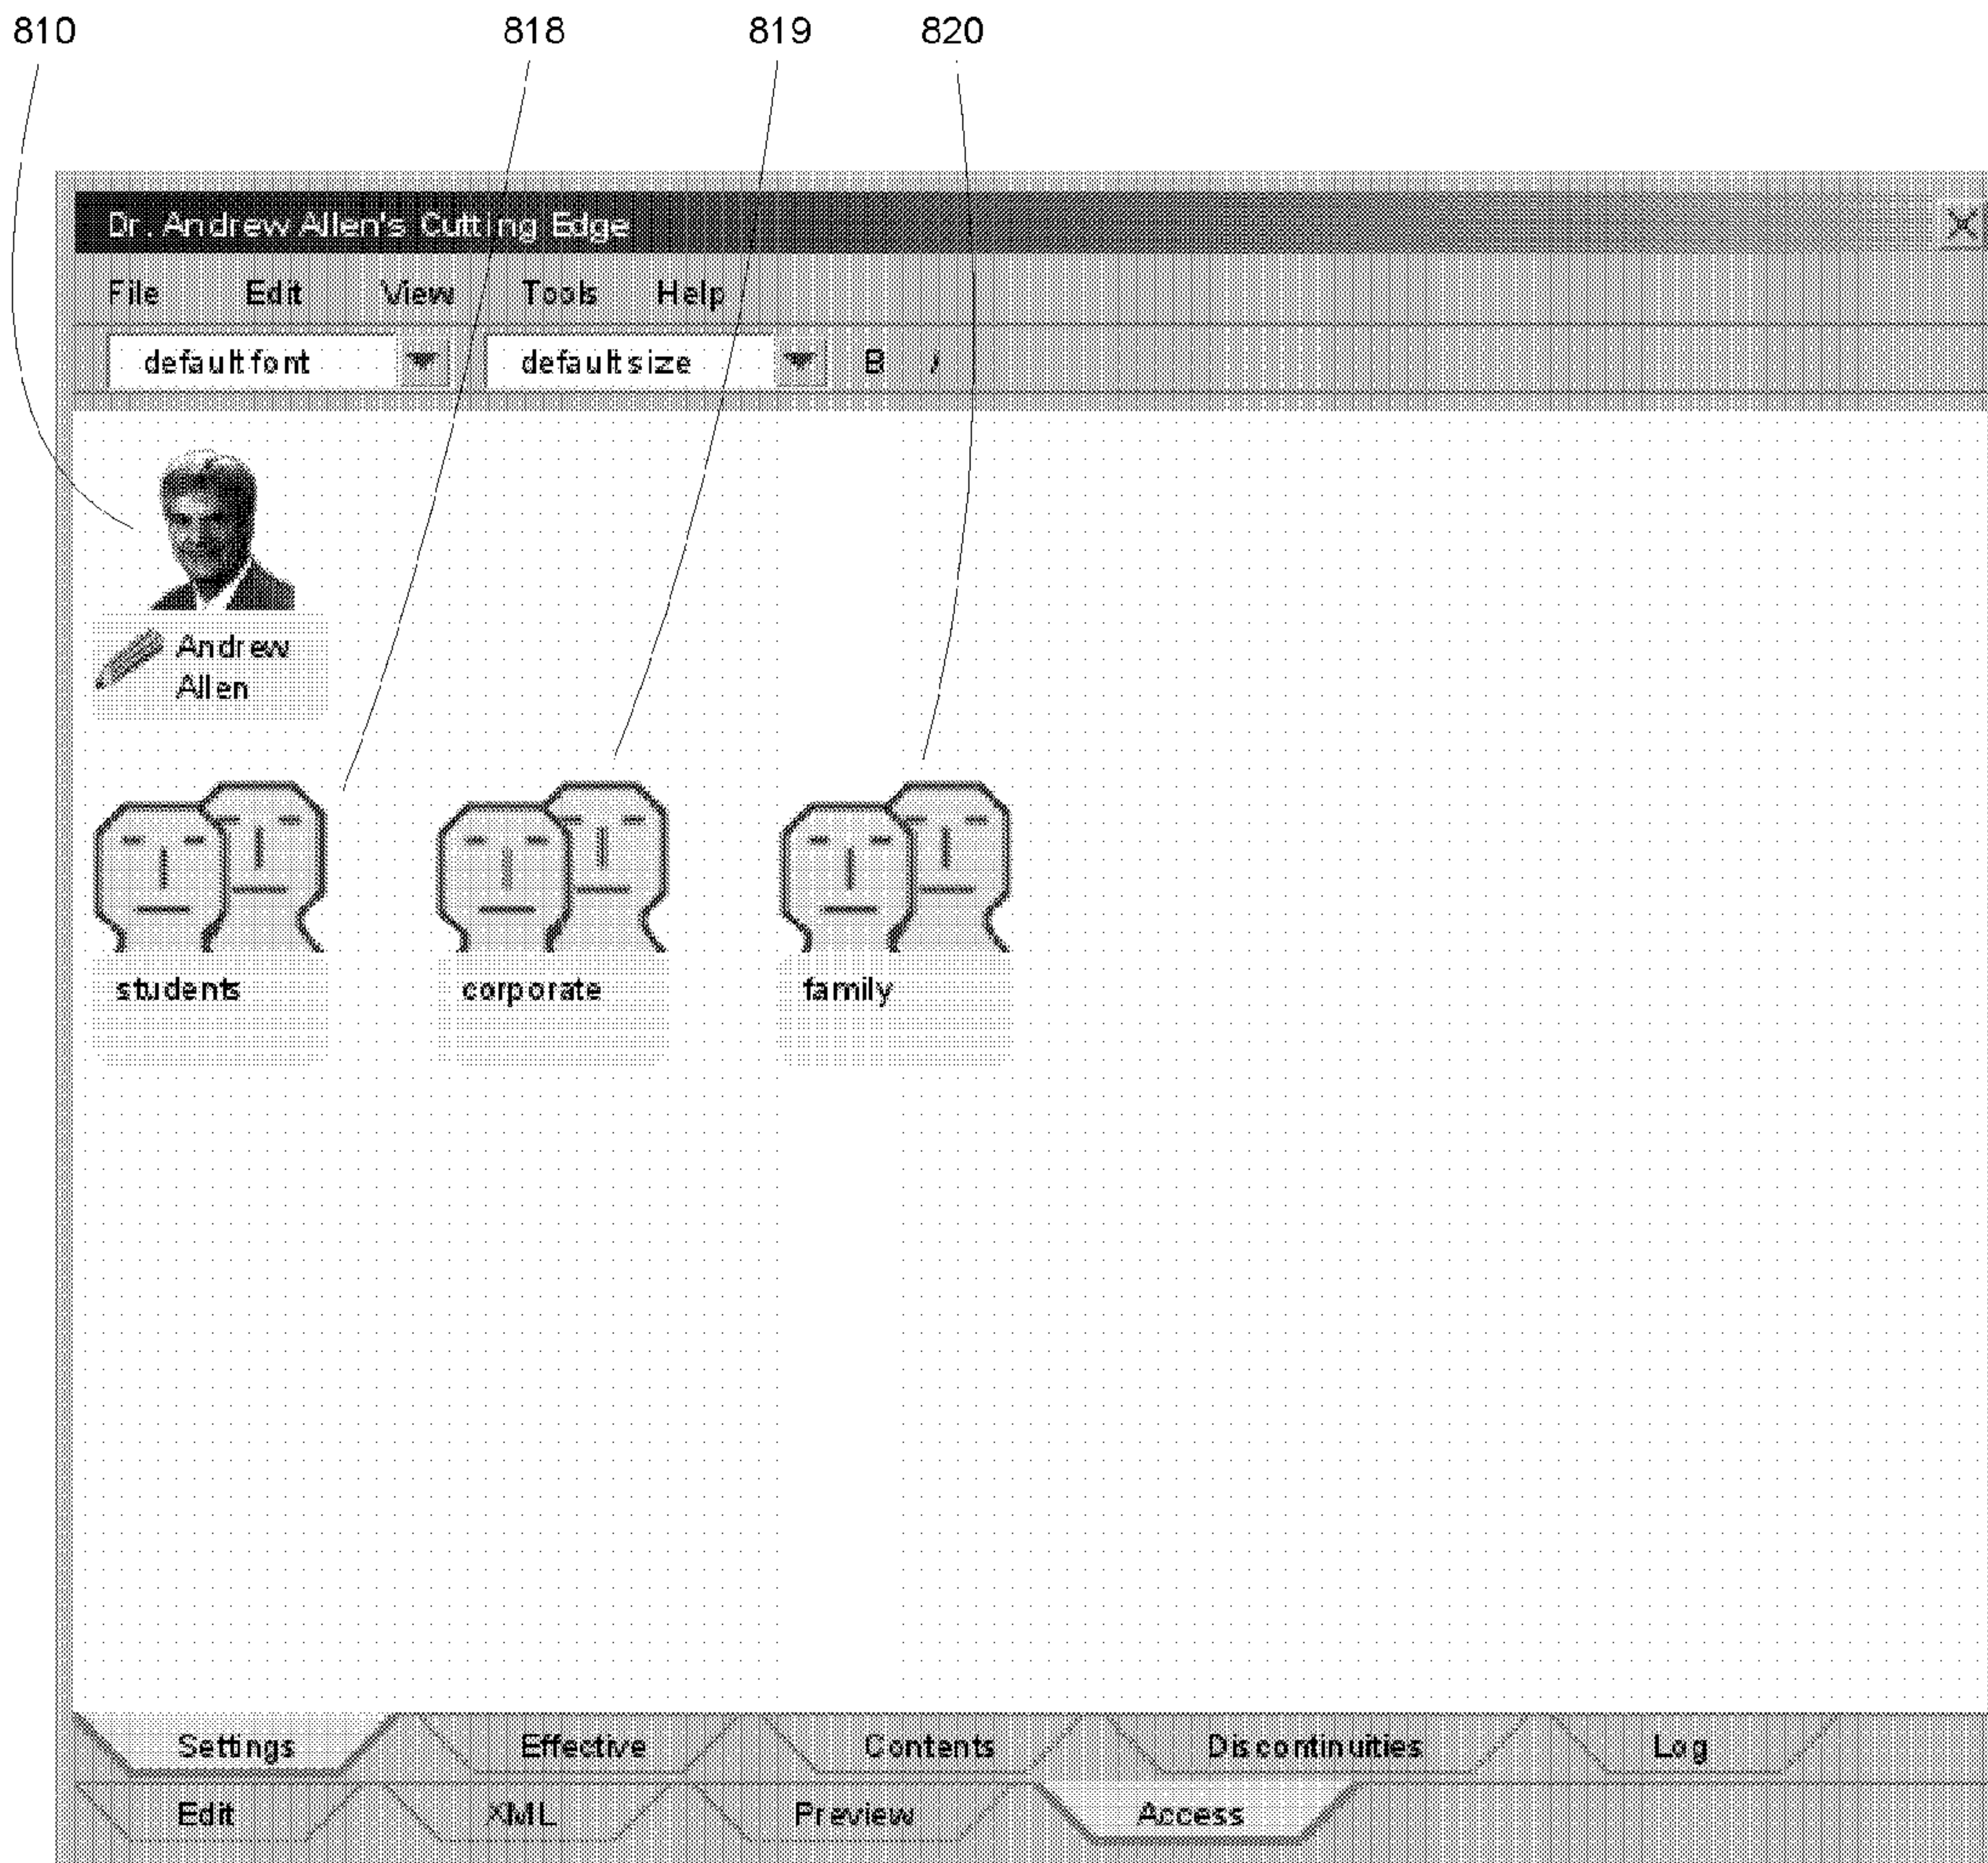 810 818 819 820
Dr. Andrew Allen's Cutting Edge
File Edit View Tools Help
default font default size B I
Andrew
Allen
students corporate family
Settings Effective Contents Discontinuities Log
Edit XML Preview Access